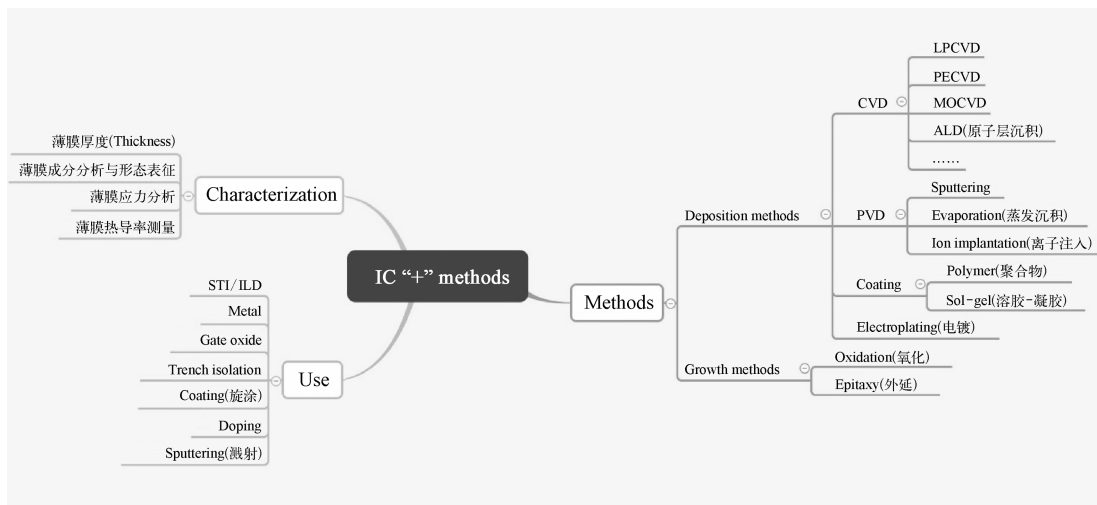 IC “+” methods
Characterization
薄膜厚度(Thickness)
薄膜成分分析与形态表征
薄膜应力分析
薄膜热导率测量
Use
STI/ILD
Metal
Gate oxide
Trench isolation
Coating(旋涂)
Doping
Sputtering(溅射)
Methods
Deposition methods
CVD
LPCVD
PECVD
MOCVD
ALD(原子层沉积)
……
PVD
Sputtering
Evaporation(蒸发沉积)
Ion implantation(离子注入)
Coating
Polymer(聚合物)
Sol-gel(溶胶-凝胶)
Electroplating(电镀)
Growth methods
Oxidation(氧化)
Epitaxy(外延)